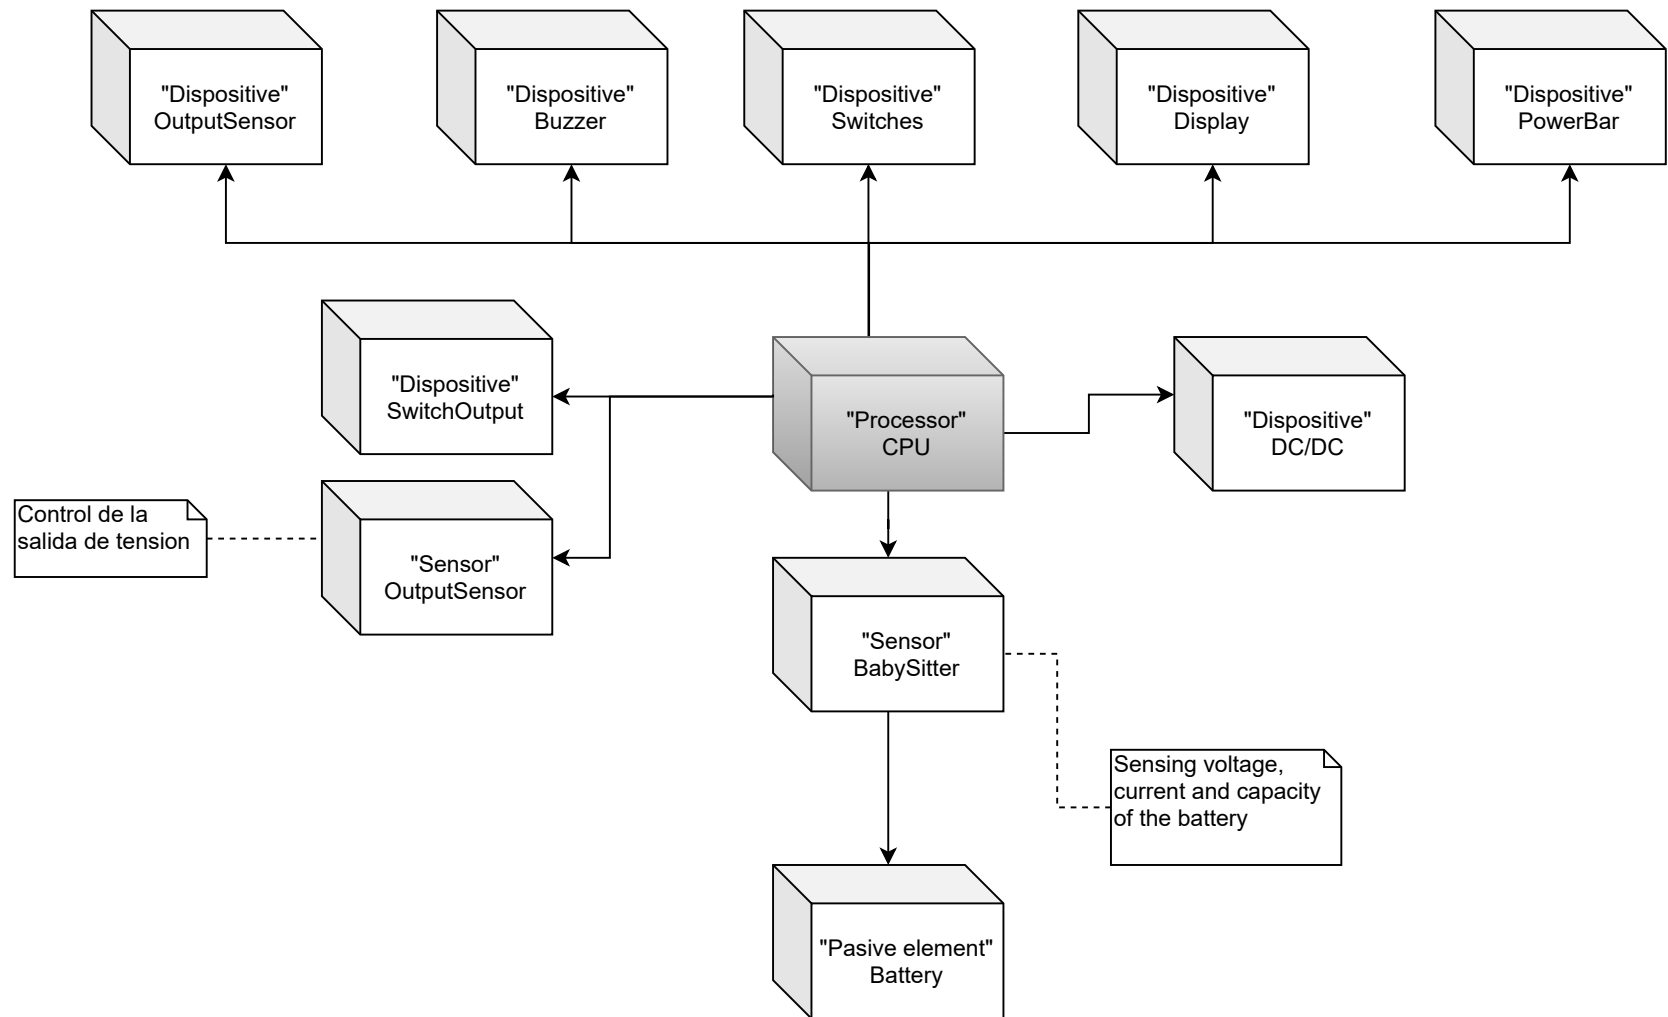 "Dispositive"
OutputSensor
"Dispositive"
Buzzer
"Dispositive"
Switches
"Dispositive"
Display
"Dispositive"
PowerBar
"Dispositive"
SwitchOutput
"Processor"
CPU
"Dispositive"
DC/DC
Control de la
salida de tension
"Sensor"
OutputSensor
"Sensor"
BabySitter
Sensing voltage,
current and capacity
of the battery
"Pasive element"
Battery